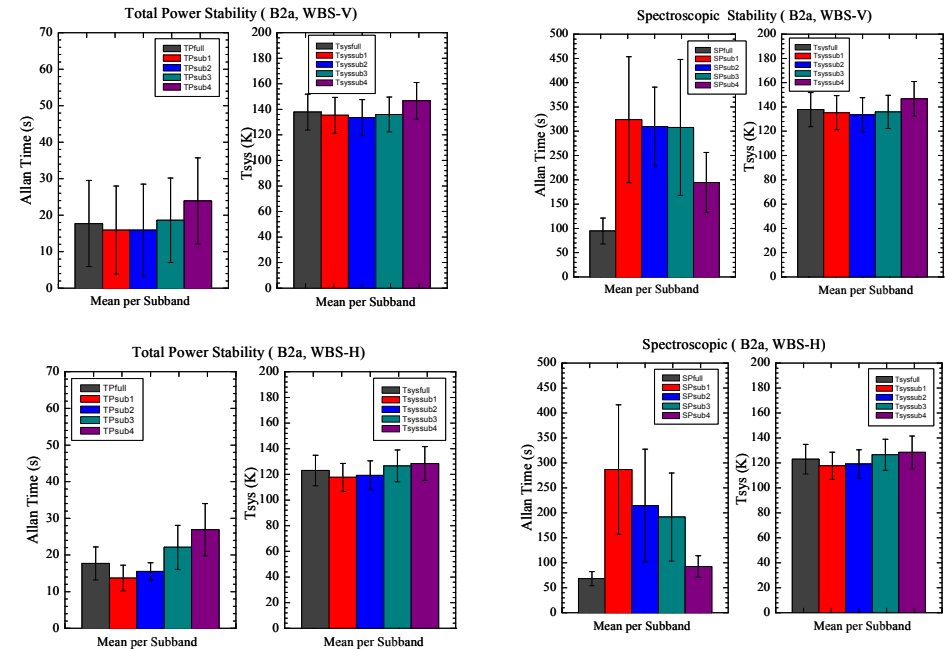 Total Power Stability ( B2a, WBS-V)
70
60
50
40
30
20
10
0
Allan Time (s)
TPfull
TPsub1
TPsub2
TPsub3
TPsub4
Mean per Subband
200
180
160
140
120
100
80
60
40
20
0
Tsys (K)
Tsysfull
Tsyssub1
Tsyssub2
Tsyssub3
Tsyssub4
Mean per Subband
Spectroscopic Stability ( B2a, WBS-V)
500
450
400
350
300
250
200
150
100
50
0
Allan Time (s)
SPfull
SPsub1
SPsub2
SPsub3
SPsub4
Mean per Subband
200
180
160
140
120
100
80
60
40
20
0
Tsys (K)
Tsysfull
Tsyssub1
Tsyssub2
Tsyssub3
Tsyssub4
Mean per Subband
Total Power Stability ( B2a, WBS-H)
70
60
50
40
30
20
10
0
Allan Time (s)
TPfull
TPsub1
TPsub2
TPsub3
TPsub4
Mean per Subband
200
180
160
140
120
100
80
60
40
20
0
Tsys (K)
Tsysfull
Tsyssub1
Tsyssub2
Tsyssub3
Tsyssub4
Mean per Subband
Spectroscopic ( B2a, WBS-H)
500
450
400
350
300
250
200
150
100
50
0
Allan Time (s)
SPfull
SPsub1
SPsub2
SPsub3
SPsub4
Mean per Subband
200
180
160
140
120
100
80
60
40
20
0
Tsys (K)
Tsysfull
Tsyssub1
Tsyssub2
Tsyssub3
Tsyssub4
Mean per Subband